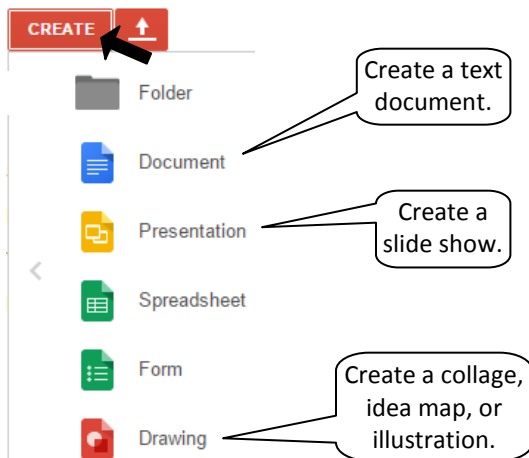 CREATE
Folder
Create a text
document.
Document
Presentation
Create a
slide show.
Spreadsheet
Form
Create a collage,
idea map, or
illustration.
Drawing